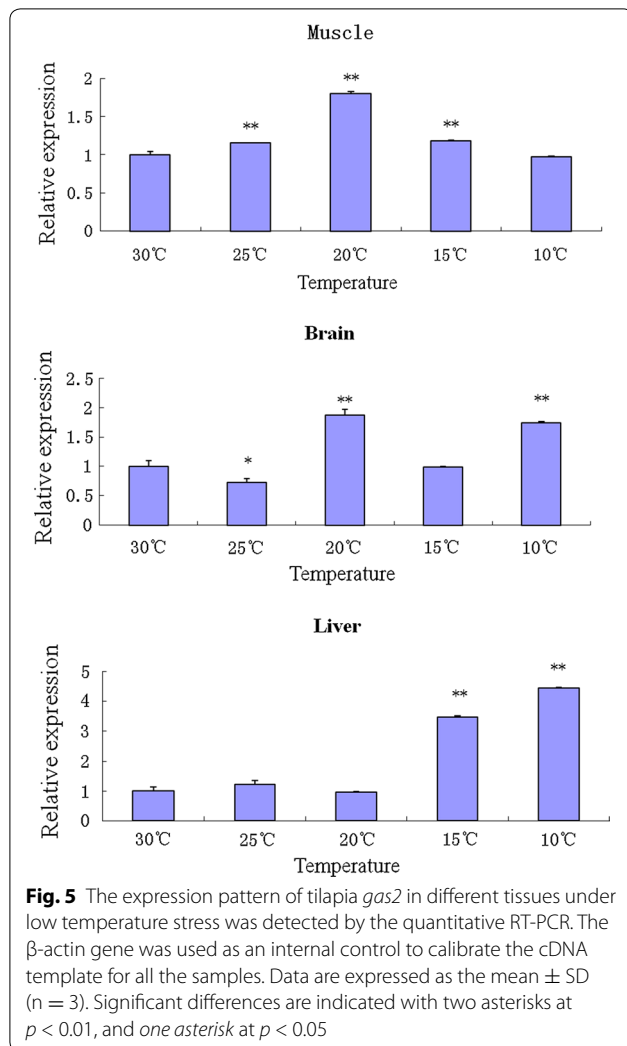 Muscle
Relative expression
2
1.5
1
0.5
0
**
**
**
30℃ 25℃ 20℃ 15℃ 10℃
Temperature
Brain
Relative expression
2.5
2
1.5
1
0.5
0
*
**
**
30℃ 25℃ 20℃ 15℃ 10℃
Temperature
Liver
Relative expression
5
4
3
2
1
0
**
**
30℃ 25℃ 20℃ 15℃ 10℃
Temperature
Fig. 5 The expression pattern of tilapia gas2 in different tissues under
low temperature stress was detected by the quantitative RT-PCR. The
β-actin gene was used as an internal control to calibrate the cDNA
template for all the samples. Data are expressed as the mean ± SD
(n = 3). Significant differences are indicated with two asterisks at
p < 0.01, and one asterisk at p < 0.05